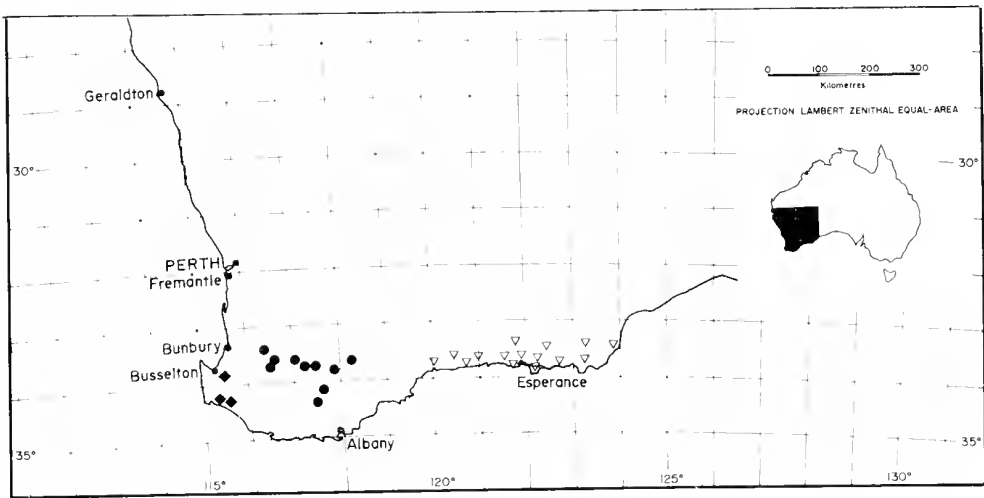 Geraldton
0 100 200 300
Kilometres
PROJECTION LAMBERT ZENITHAL EQUAL-AREA
30°
30°
PERTH
Fremantle
Bunbury
Busselton
Esperance
Albany
35°
35°
115°
120°
125°
130°